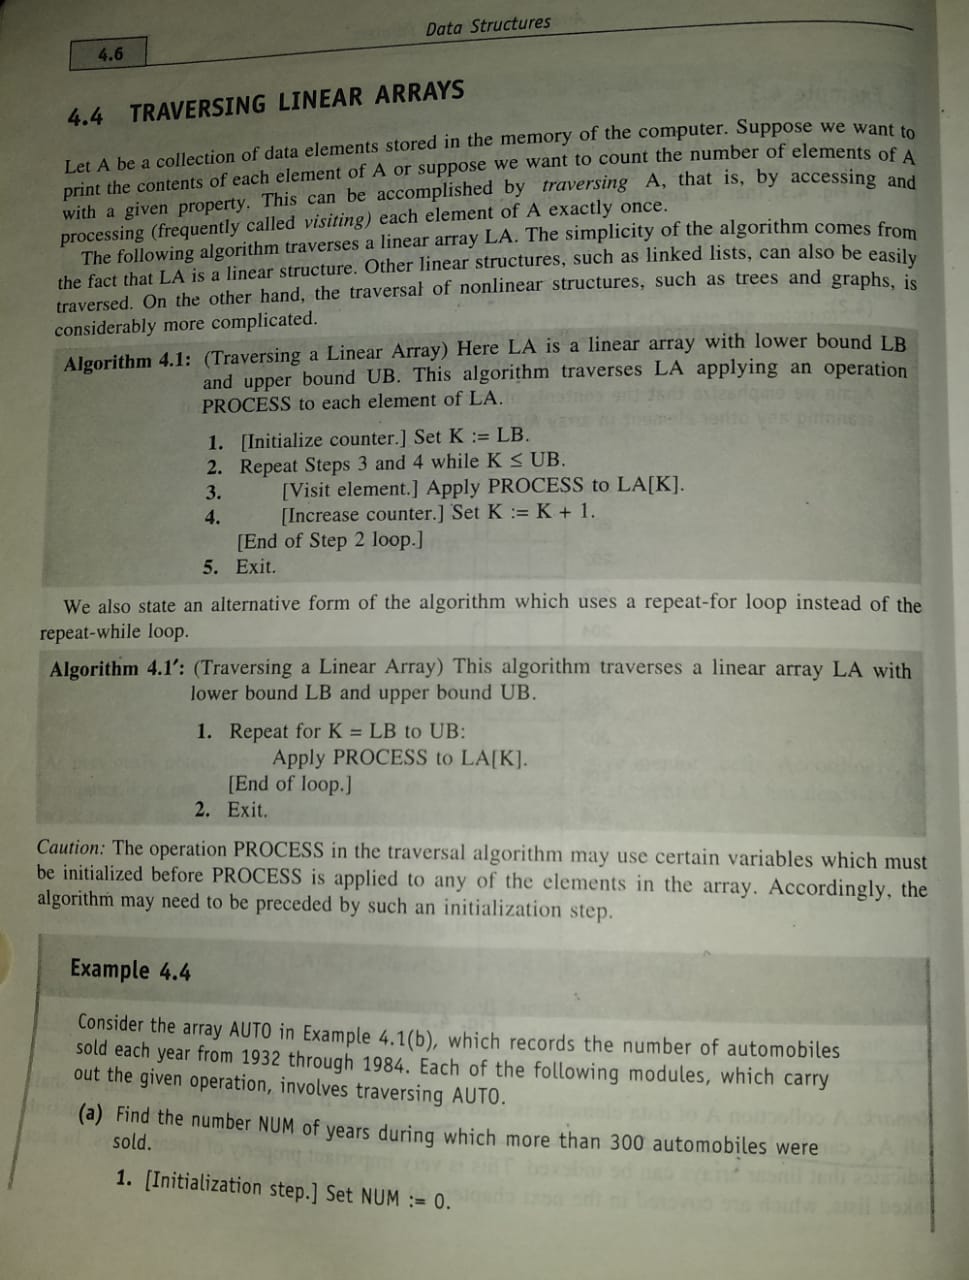 Data Structures
4.6
4.4 TRAVERSING LINEAR ARRAYS
Let A be a collection of data elements stored in the memory of the computer. Suppose we want to
print the contents of each element of A or suppose we want to count the number of elements of A
with a given property. This can be accomplished by traversing A, that is, by accessing and
processing (frequently called visiting) each element of A exactly once.
The following algorithm traverses a linear array LA. The simplicity of the algorithm comes from
the fact that LA is a linear structure. Other linear structures, such as linked lists, can also be easily
traversed. On the other hand, the traversal of nonlinear structures, such as trees and graphs, is
considerably more complicated.
Algorithm 4.1: (Traversing a Linear Array) Here LA is a linear array with lower bound LB
and upper bound UB. This algorithm traverses LA applying an operation
PROCESS to each element of LA.
1. [Initialize counter.] Set K := LB.
2. Repeat Steps 3 and 4 while K ≤ UB.
3. [Visit element.] Apply PROCESS to LA[K].
4. [Increase counter.] Set K := K + 1.
[End of Step 2 loop.]
5. Exit.
We also state an alternative form of the algorithm which uses a repeat-for loop instead of the
repeat-while loop.
Algorithm 4.1′: (Traversing a Linear Array) This algorithm traverses a linear array LA with
lower bound LB and upper bound UB.
1. Repeat for K = LB to UB:
Apply PROCESS to LA[K].
[End of loop.]
2. Exit.
Caution: The operation PROCESS in the traversal algorithm may use certain variables which must
be initialized before PROCESS is applied to any of the elements in the array. Accordingly, the
algorithm may need to be preceded by such an initialization step.
Example 4.4
Consider the array AUTO in Example 4.1(b), which records the number of automobiles
sold each year from 1932 through 1984. Each of the following modules, which carry
out the given operation, involves traversing AUTO.
(a) Find the number NUM of years during which more than 300 automobiles were
sold.
1. [Initialization step.] Set NUM := 0.